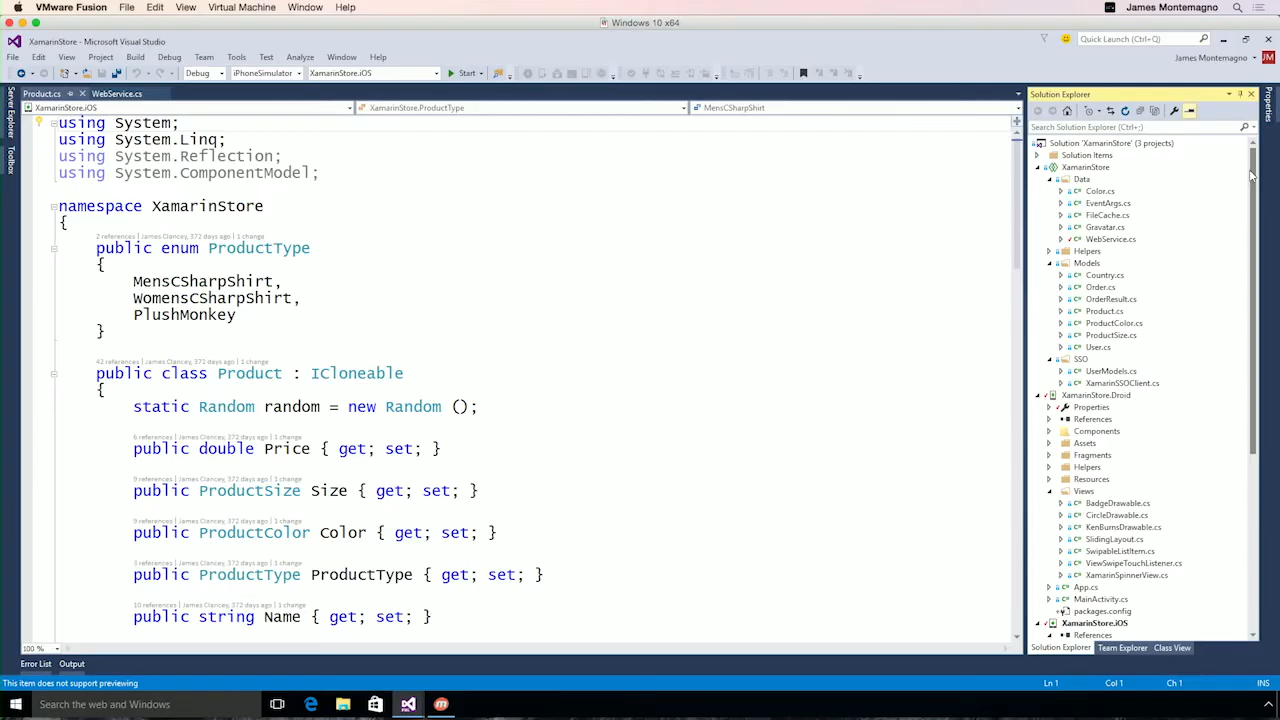 VMware Fusion File Edit View Virtual Machine Window Help James Montemagno
Windows 10 x64
XamarinStore - Microsoft Visual Studio Quick Launch (Ctrl+Q)
File Edit View Project Build Debug Team Tools Test Analyze Window Help James Montemagno JM
Debug iPhoneSimulator XamarinStore.iOS Start
Server Explorer
Toolbox
Product.cs WebService.cs
XamarinStore.iOS XamarinStore.ProductType MensCSharpShirt
using System;
using System.Linq;
using System.Reflection;
using System.ComponentModel;
namespace XamarinStore
{
2 references | James Clancey, 372 days ago | 1 change
public enum ProductType
{
MensCSharpShirt,
WomensCSharpShirt,
PlushMonkey
}
42 references | James Clancey, 372 days ago | 1 change
public class Product : ICloneable
{
static Random random = new Random ();
6 references | James Clancey, 372 days ago | 1 change
public double Price { get; set; }
9 references | James Clancey, 372 days ago | 1 change
public ProductSize Size { get; set; }
9 references | James Clancey, 372 days ago | 1 change
public ProductColor Color { get; set; }
3 references | James Clancey, 372 days ago | 1 change
public ProductType ProductType { get; set; }
10 references | James Clancey, 372 days ago | 1 change
public string Name { get; set; }
100 %
Solution Explorer
Search Solution Explorer (Ctrl+;)
Solution 'XamarinStore' (3 projects)
Solution Items
XamarinStore
Data
Color.cs
EventArgs.cs
FileCache.cs
Gravatar.cs
WebService.cs
Helpers
Models
Country.cs
Order.cs
OrderResult.cs
Product.cs
ProductColor.cs
ProductSize.cs
User.cs
SSO
UserModels.cs
XamarinSSOClient.cs
XamarinStore.Droid
Properties
References
Components
Assets
Fragments
Helpers
Resources
Views
BadgeDrawable.cs
CircleDrawable.cs
KenBurnsDrawable.cs
SlidingLayout.cs
SwipableListItem.cs
ViewSwipeTouchListener.cs
XamarinSpinnerView.cs
App.cs
MainActivity.cs
packages.config
XamarinStore.iOS
References
Solution Explorer Team Explorer Class View
Properties
Error List Output
This item does not support previewing Ln 1 Col 1 Ch 1 INS
Search the web and Windows